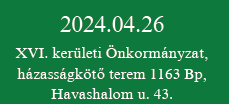 2024.04.26
XVI. kerületi Önkormányzat,
házasságkötő terem 1163 Bp,
Havashalom u. 43.